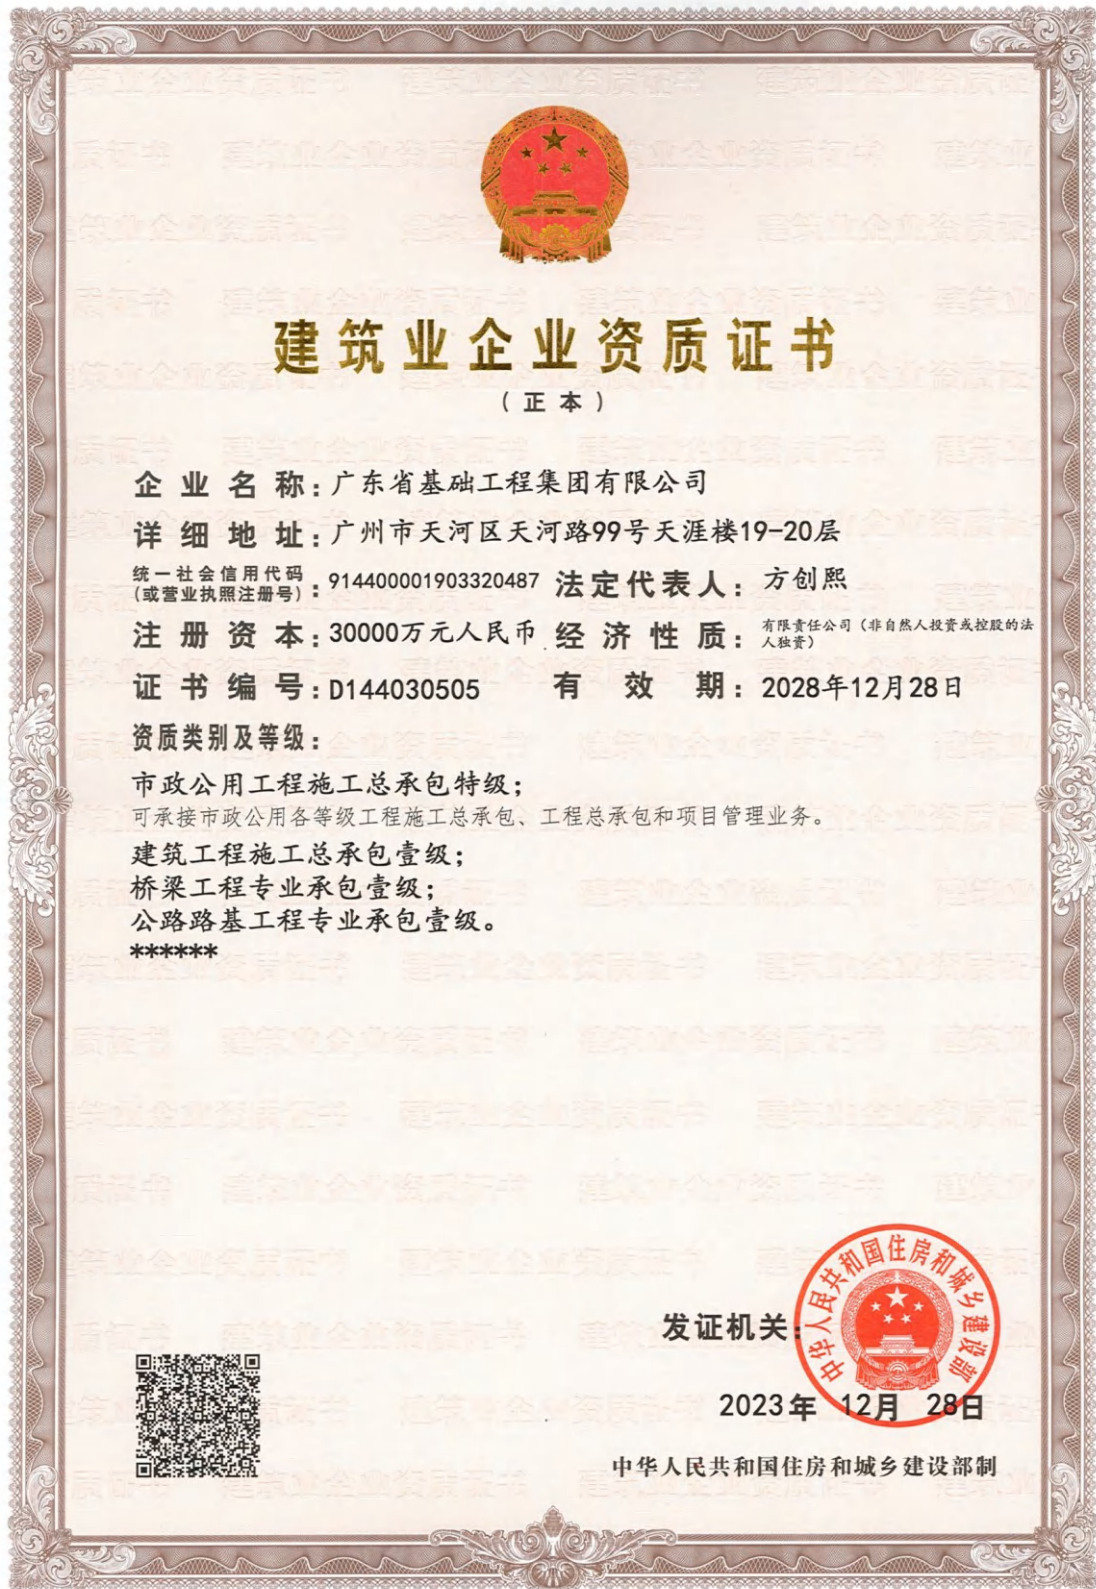 建筑业企业资质证书
（正本）
企业名称：广东省基础工程集团有限公司
详细地址：广州市天河区天河路99号天涯楼19-20层
统一社会信用代码
（或营业执照注册号）：914400001903320487 法定代表人：方创熙
注册资本：30000万元人民币 经济性质：有限责任公司（非自然人投资或控股的法
人独资）
证书编号：D144030505 有效期：2028年12月28日
资质类别及等级：
市政公用工程施工总承包特级；
可承接市政公用各等级工程施工总承包、工程总承包和项目管理业务。
建筑工程施工总承包壹级；
桥梁工程专业承包壹级；
公路路基工程专业承包壹级。
******
发证机关：
中华人民共和国住房和城乡建设部
2023年 12月 28日
中华人民共和国住房和城乡建设部制